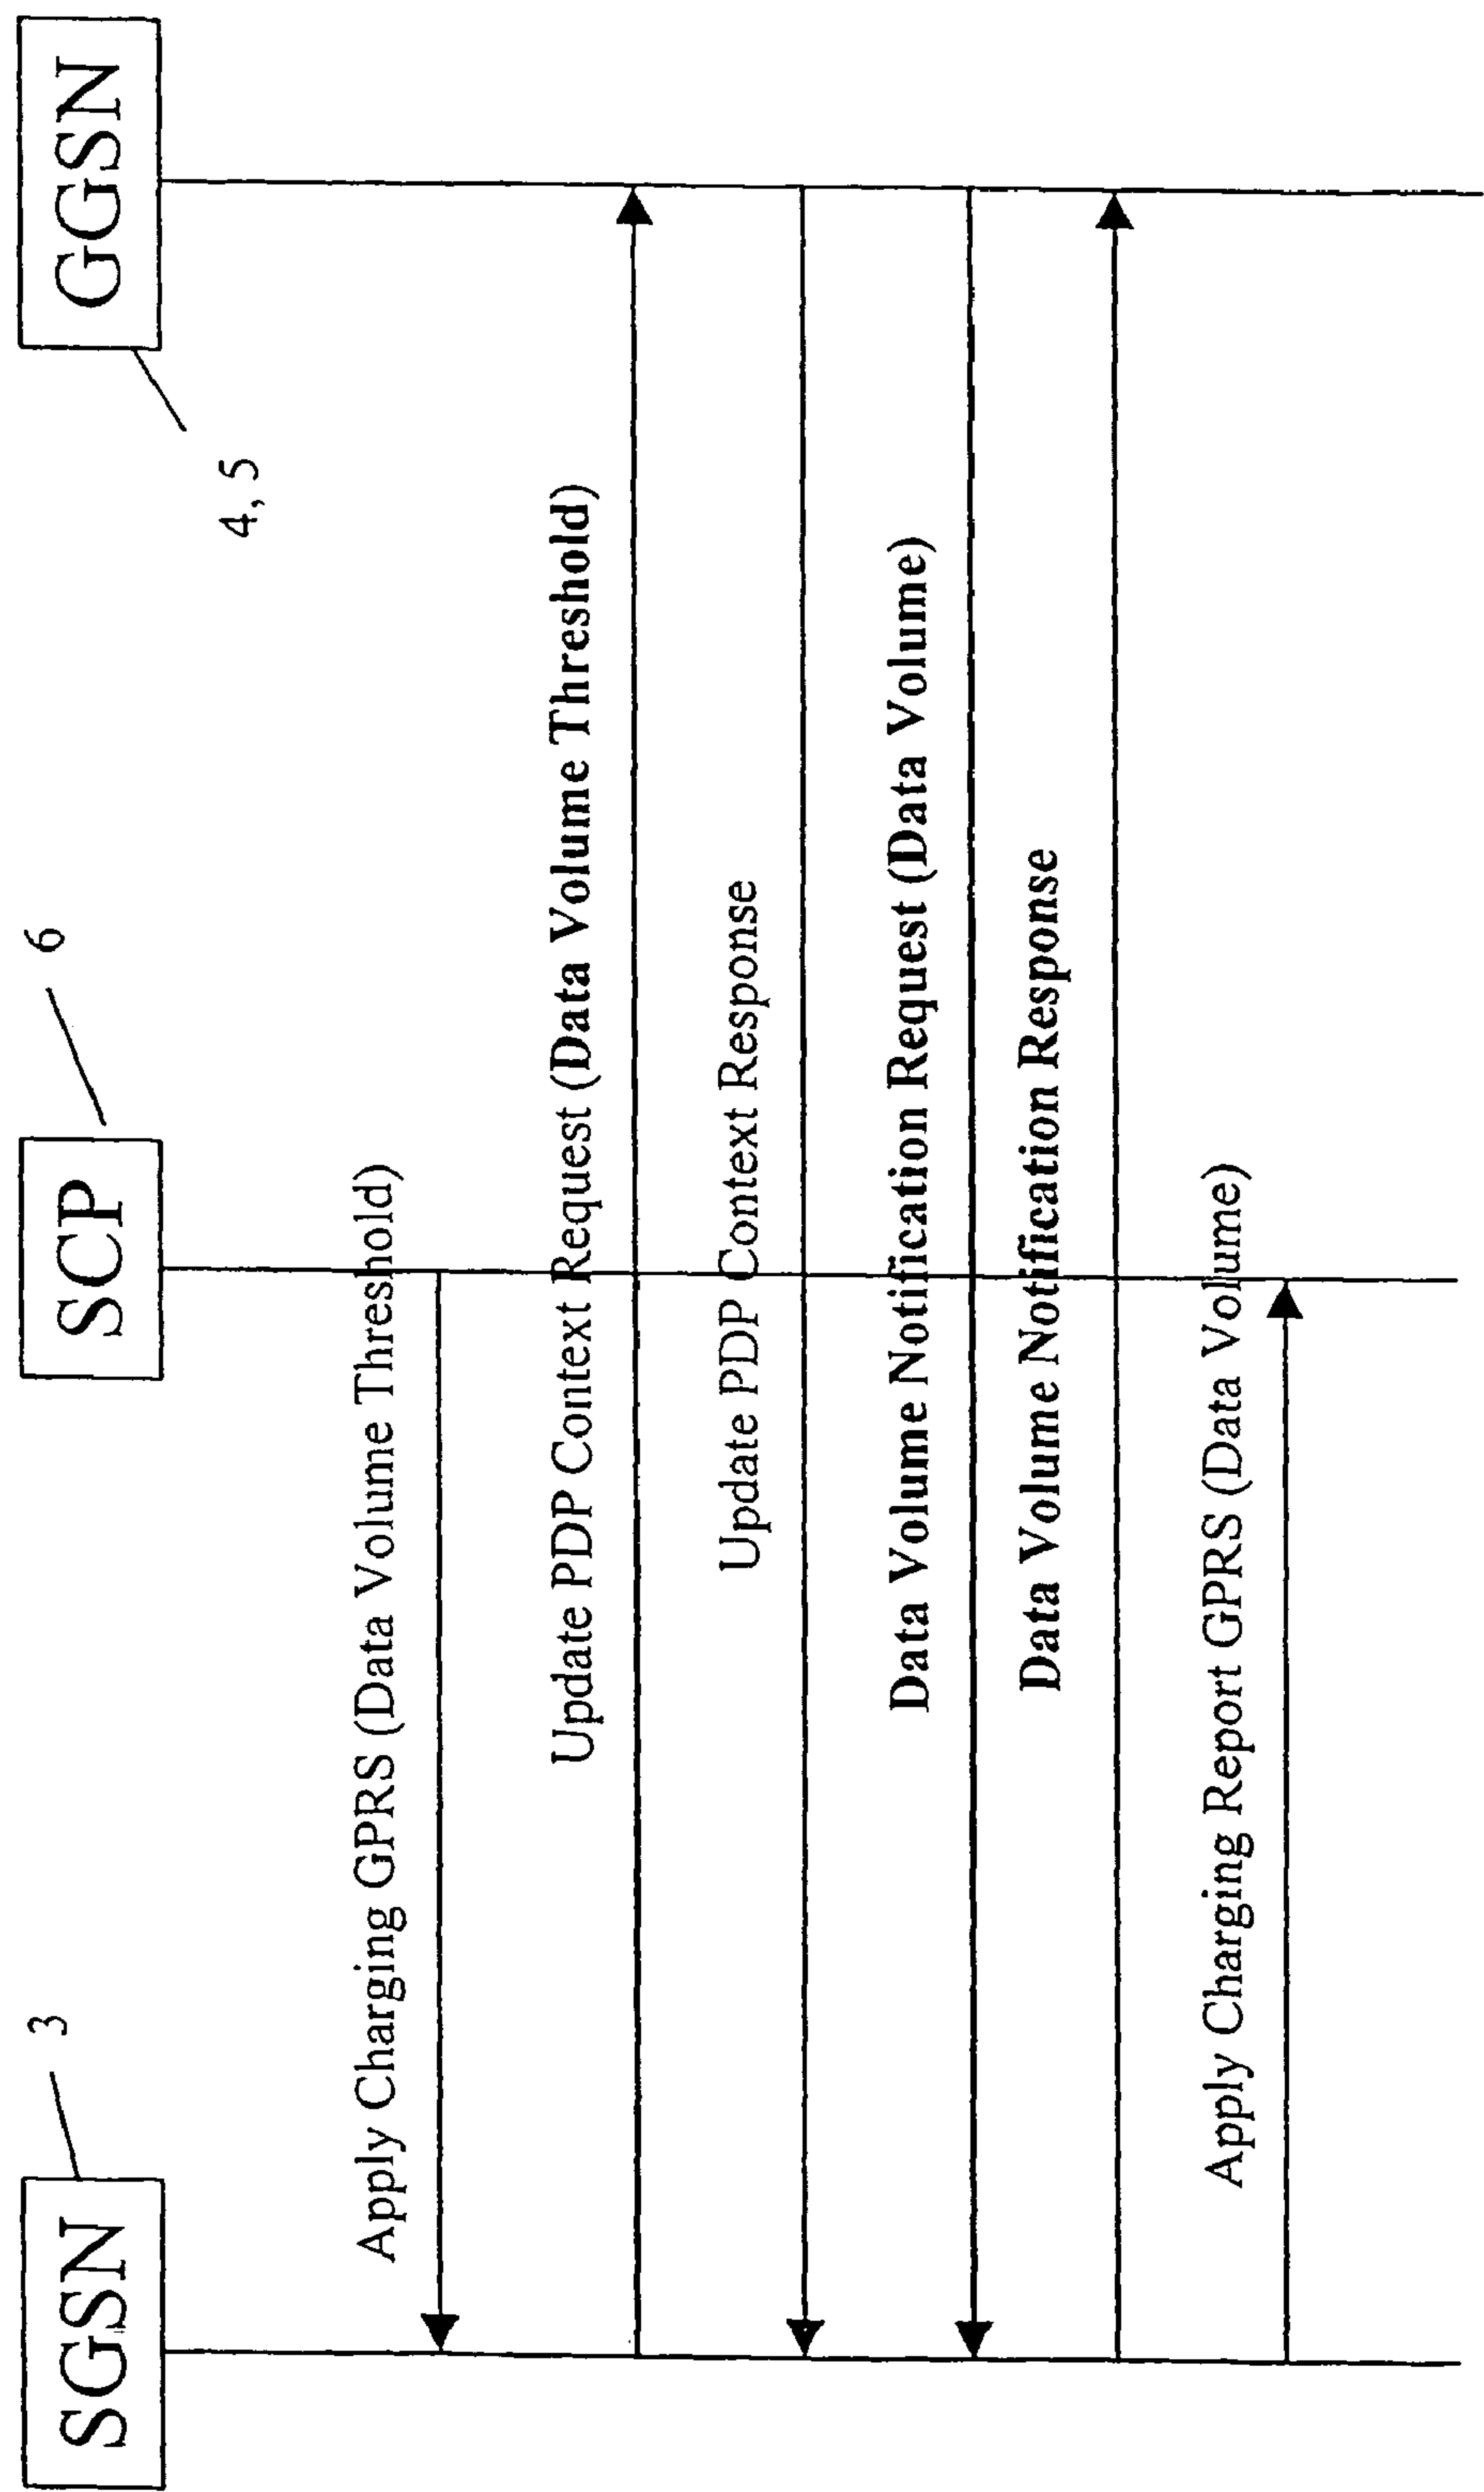 SGSN
3
SCP
6
GGSN
4, 5
Apply Charging GPRS (Data Volume Threshold)
Update PDP Context Request (Data Volume Threshold)
Update PDP Context Response
Data Volume Notification Request (Data Volume)
Data Volume Notification Response
Apply Charging Report GPRS (Data Volume)